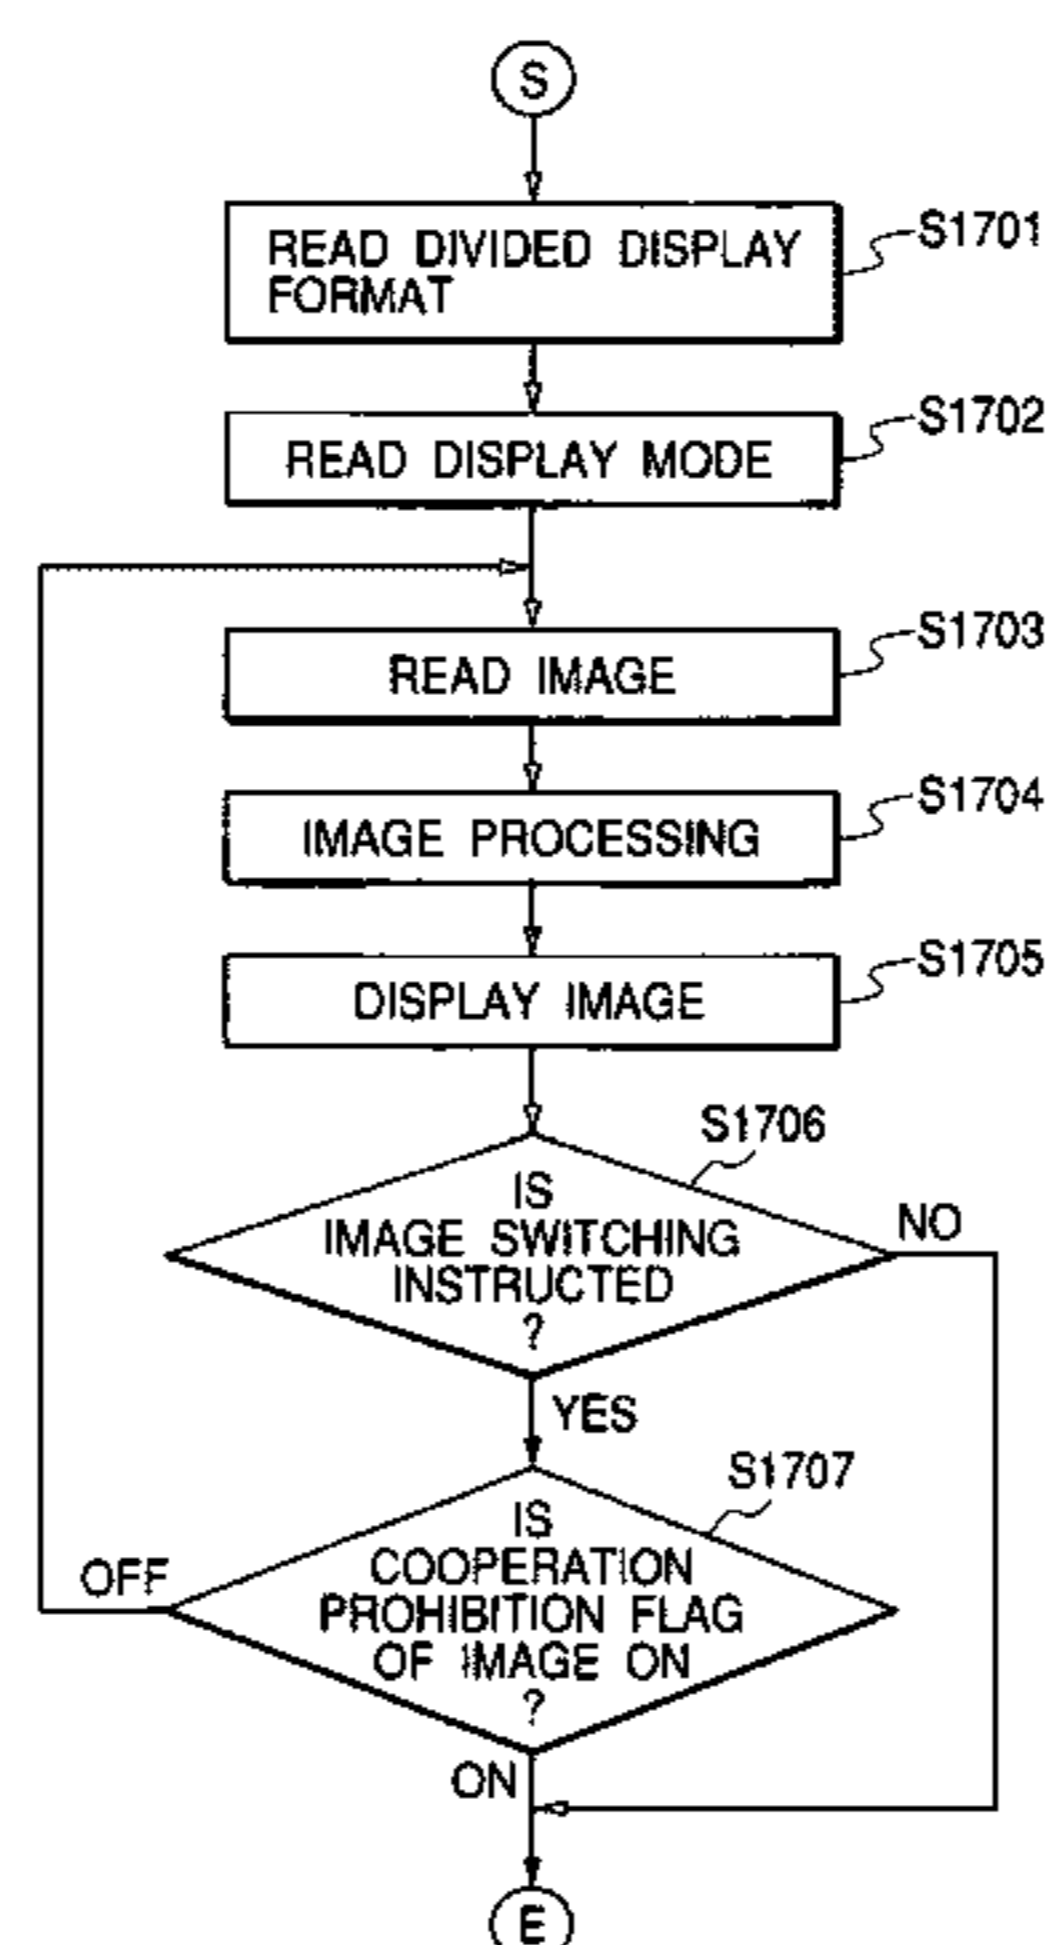 S
READ DIVIDED DISPLAY
FORMAT
S1701
READ DISPLAY MODE
S1702
READ IMAGE
S1703
IMAGE PROCESSING
S1704
DISPLAY IMAGE
S1705
S1706
IS
IMAGE SWITCHING
INSTRUCTED
?
NO
YES
S1707
IS
COOPERATION
PROHIBITION FLAG
OF IMAGE ON
?
OFF
ON
E